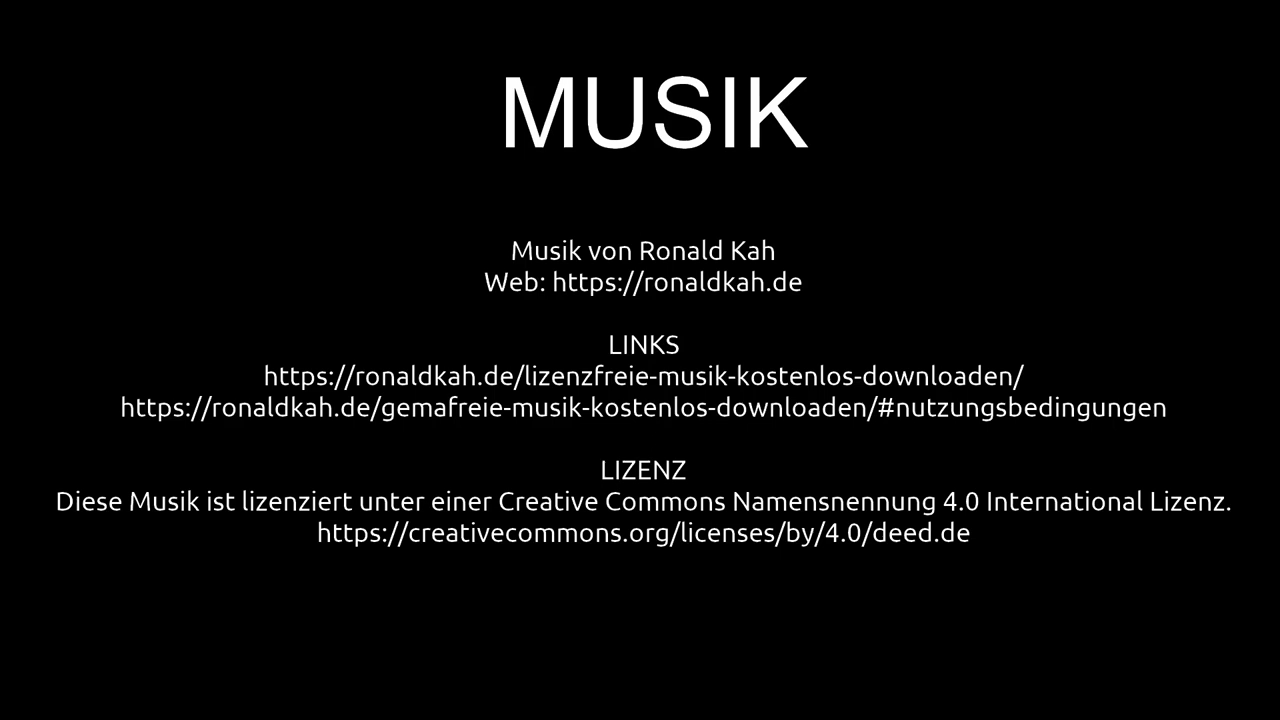 MUSIK
Musik von Ronald Kah
Web: https://ronaldkah.de
LINKS
https://ronaldkah.de/lizenzfreie-musik-kostenlos-downloaden/
https://ronaldkah.de/gemafreie-musik-kostenlos-downloaden/#nutzungsbedingungen
LIZENZ
Diese Musik ist lizenziert unter einer Creative Commons Namensnennung 4.0 International Lizenz.
https://creativecommons.org/licenses/by/4.0/deed.de